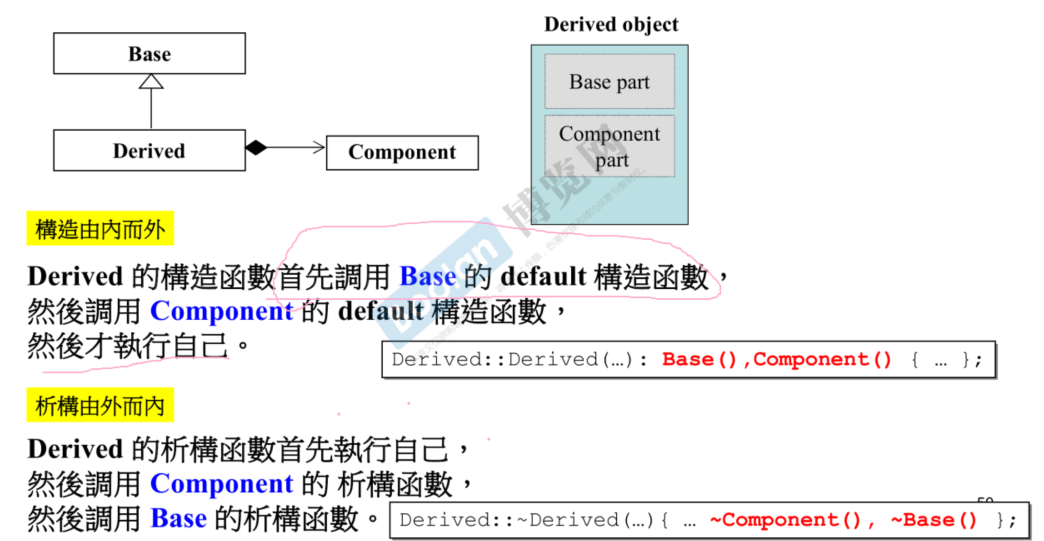 Derived object
Base
Base part
Derived
Component
Component
part
構造由內而外
Derived 的構造函數首先調用 Base 的 default 構造函數，
然後調用 Component 的 default 構造函數，
然後才執行自己。
Derived::Derived(…): Base(),Component() { … };
析構由外而內
Derived 的析構函數首先執行自己，
然後調用 Component 的 析構函數，
然後調用 Base 的析構函數。
Derived::~Derived(…){ … ~Component(), ~Base() };
boolan
博览网